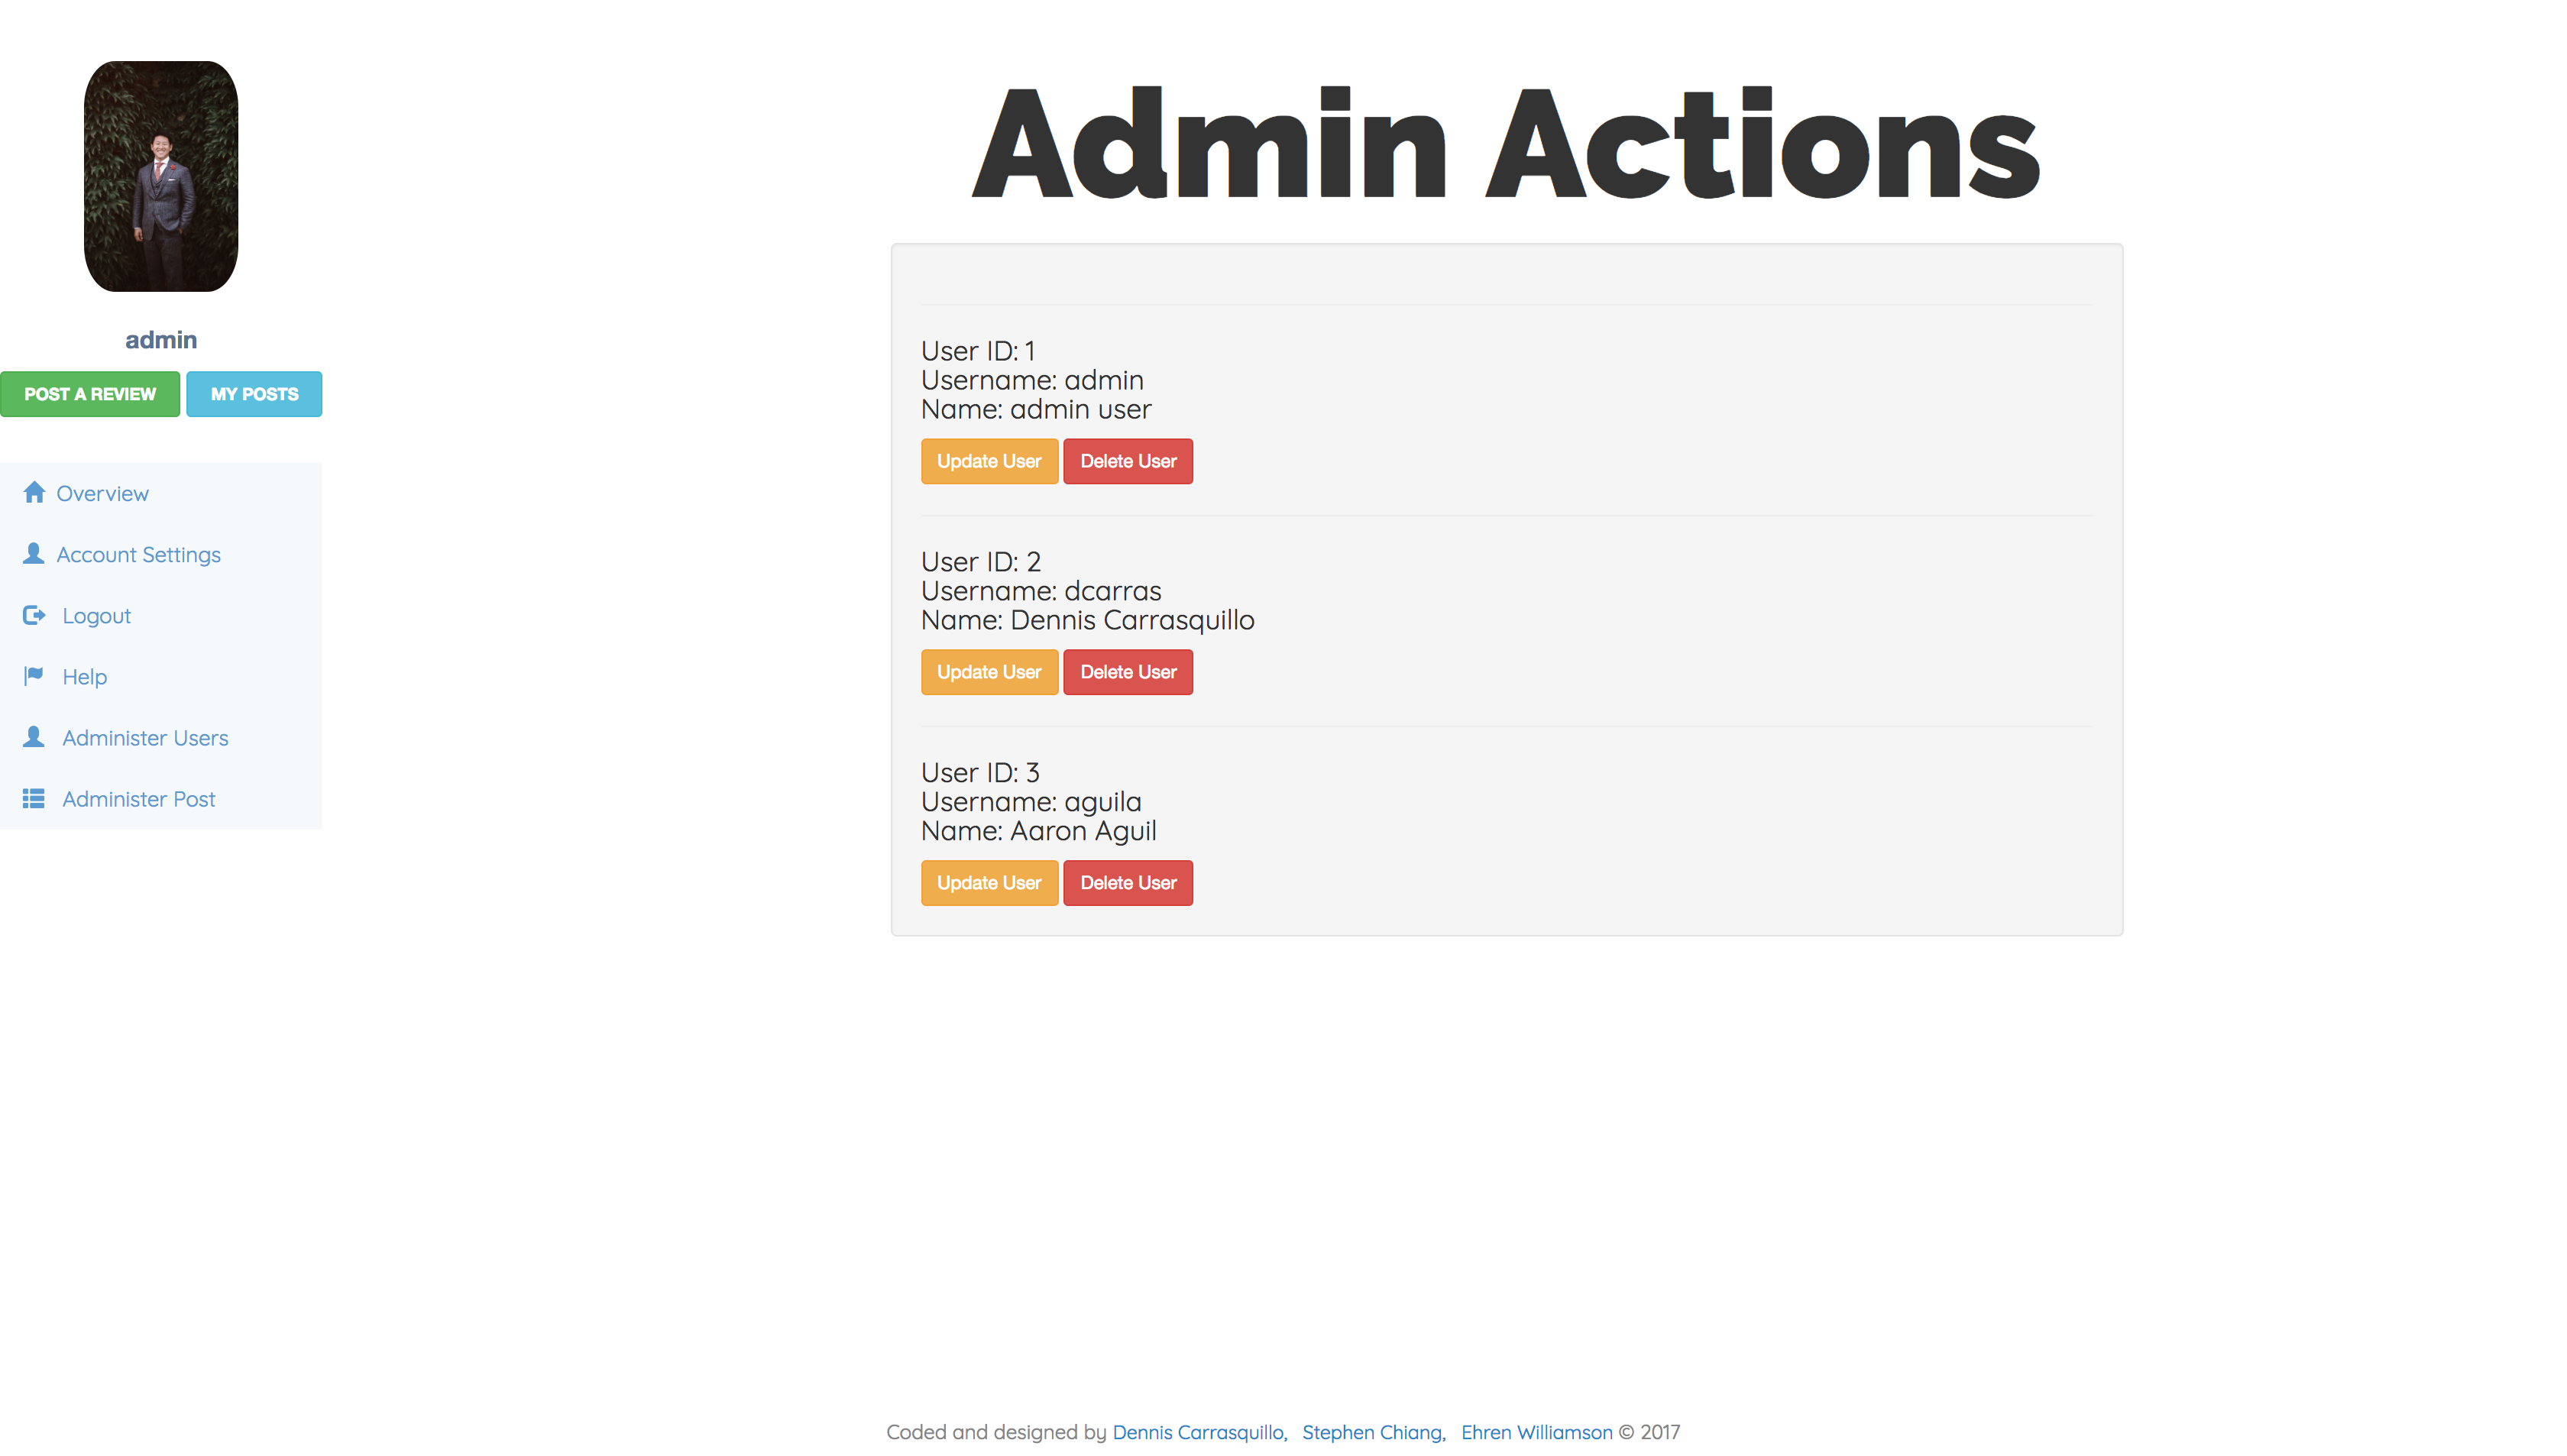 Admin Actions
admin
POST A REVIEW
MY POSTS
Overview
Account Settings
Logout
Help
Administer Users
Administer Post
User ID: 1
Username: admin
Name: admin user
Update User
Delete User
User ID: 2
Username: dcarras
Name: Dennis Carrasquillo
Update User
Delete User
User ID: 3
Username: aguila
Name: Aaron Aguil
Update User
Delete User
Coded and designed by Dennis Carrasquillo, Stephen Chiang, Ehren Williamson © 2017